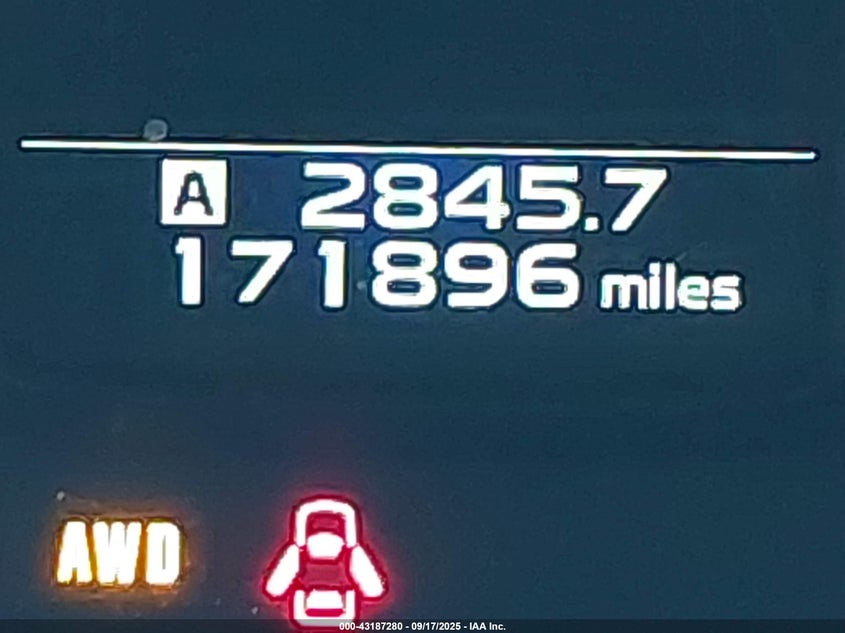 A 2845.7
171896 miles
AWD
000-43187280 - 09/17/2025 - IAA Inc.